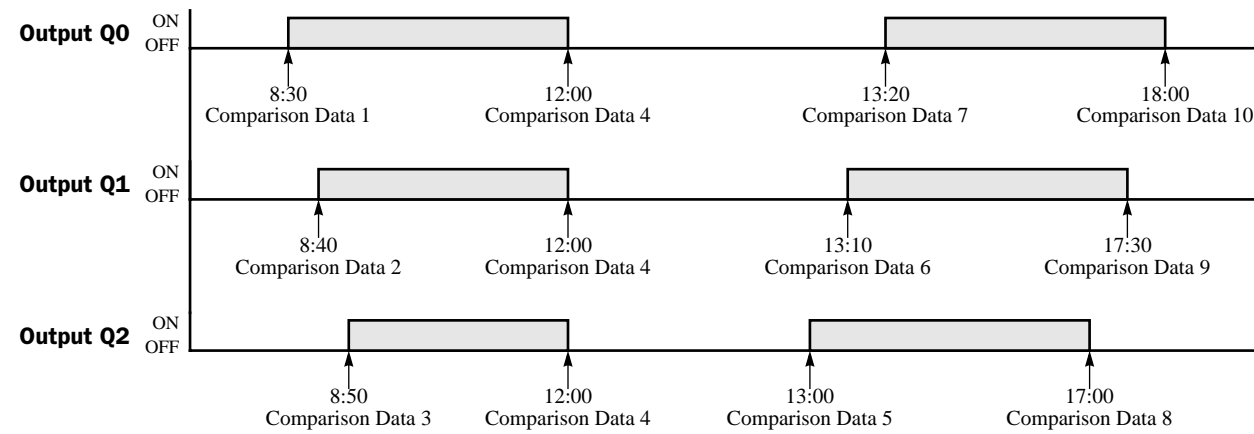 Output Q0 ON
OFF
8:30 12:00 13:20 18:00
Comparison Data 1 Comparison Data 4 Comparison Data 7 Comparison Data 10
Output Q1 ON
OFF
8:40 12:00 13:10 17:30
Comparison Data 2 Comparison Data 4 Comparison Data 6 Comparison Data 9
Output Q2 ON
OFF
8:50 12:00 13:00 17:00
Comparison Data 3 Comparison Data 4 Comparison Data 5 Comparison Data 8